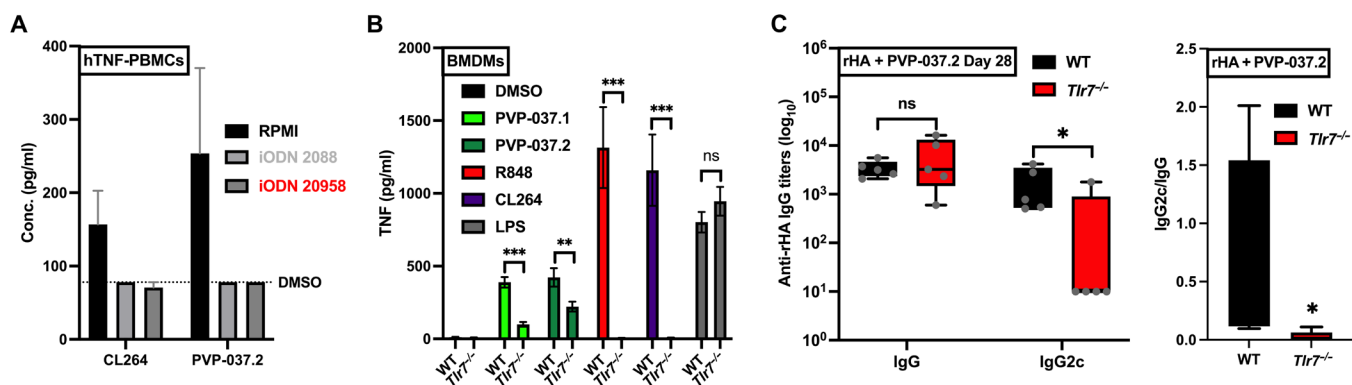 A
hTNF-PBMCs
400
300
200
100
0
Conc. (pg/ml)
RPMI
iODN 2088
iODN 20958
DMSO
CL264
PVP-037.2
B
BMDMs
2000
1500
1000
500
0
TNF (pg/ml)
DMSO
PVP-037.1
PVP-037.2
R848
CL264
LPS
***
**
***
***
ns
WT
Tlr7–/–
WT
Tlr7–/–
WT
Tlr7–/–
WT
Tlr7–/–
WT
Tlr7–/–
WT
Tlr7–/–
C
rHA + PVP-037.2 Day 28
WT
Tlr7–/–
10⁶
10⁵
10⁴
10³
10²
10¹
10⁰
Anti-rHA IgG titers (log₁₀)
ns
*
IgG
IgG2c
rHA + PVP-037.2
WT
Tlr7–/–
2.5
2.0
1.5
1.0
0.5
0.0
IgG2c/IgG
*
WT
Tlr7–/–